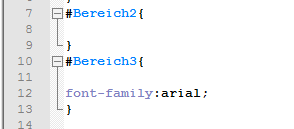 7 #Bereich2{
8
9 }
10 #Bereich3{
11
12 font-family:arial;
13 }
14